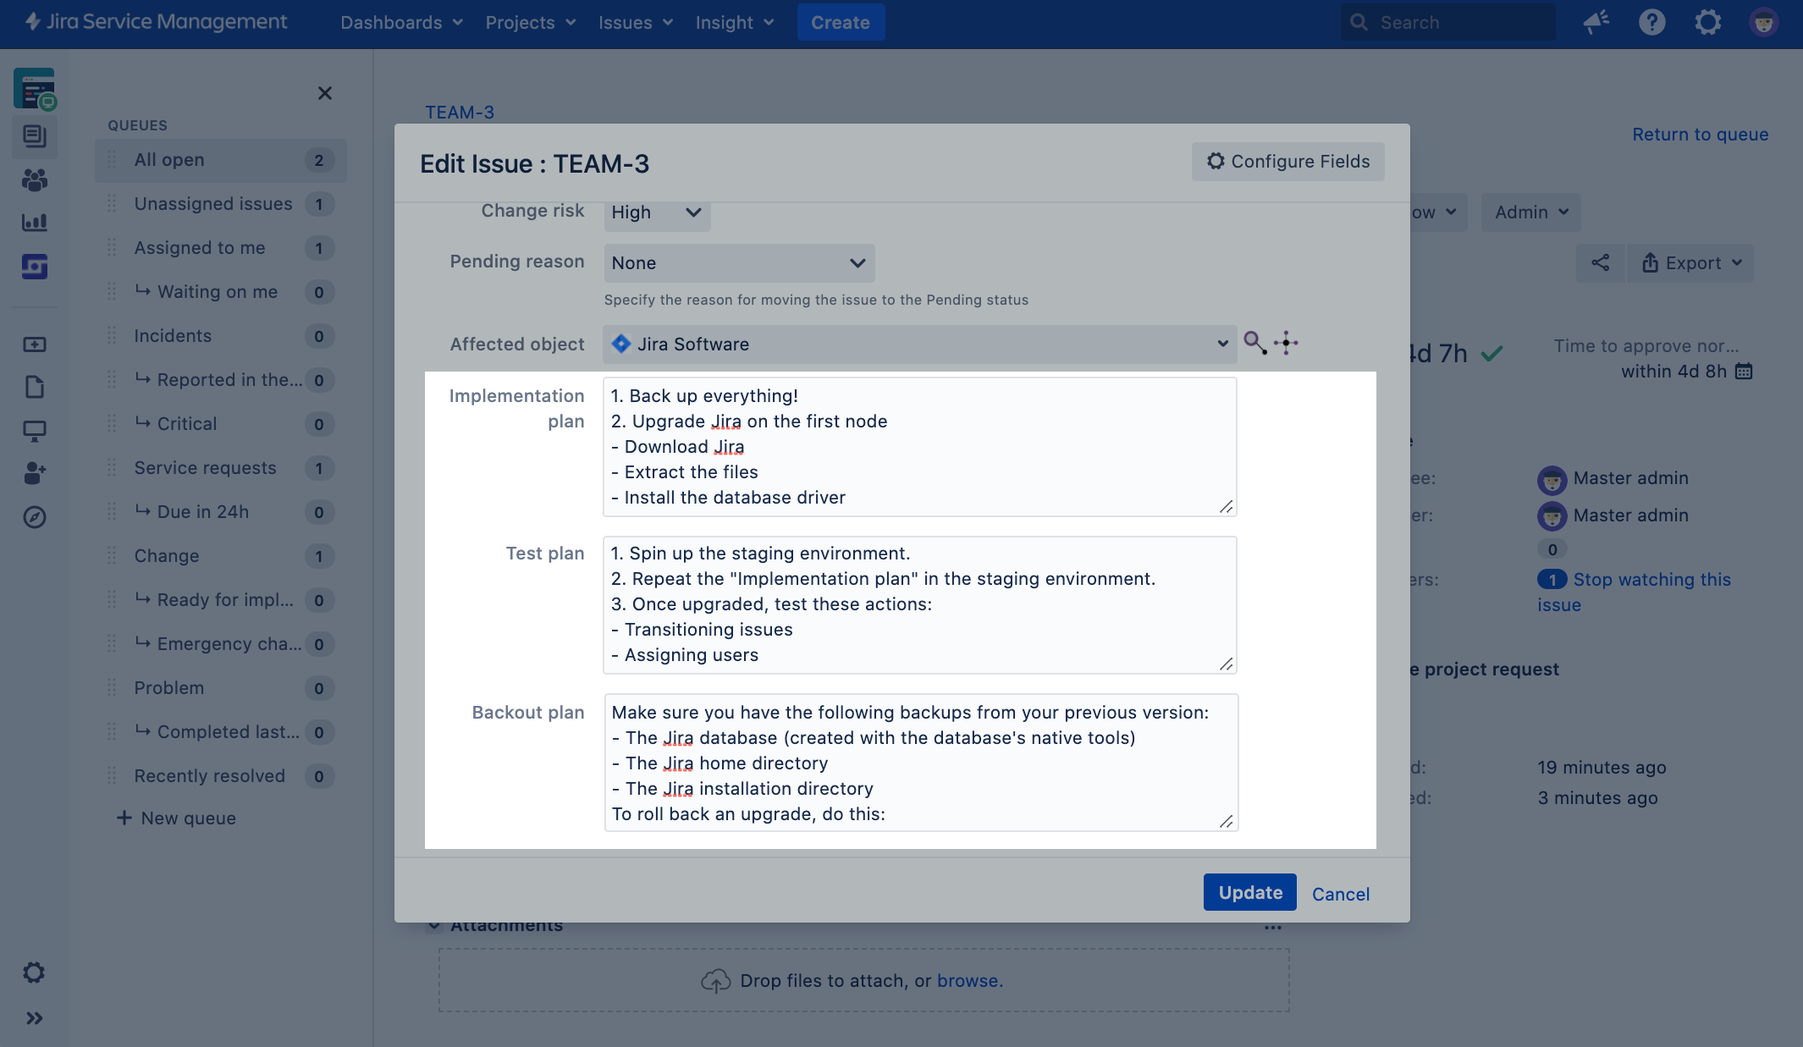 Jira Service Management
Dashboards
Projects
Issues
Insight
Create
Search
QUEUES
All open 2
Unassigned issues 1
Assigned to me 1
Waiting on me 0
Incidents 0
Reported in the... 0
Critical 0
Service requests 1
Due in 24h 0
Change 1
Ready for impl... 0
Emergency cha... 0
Problem 0
Completed last... 0
Recently resolved 0
+ New queue
TEAM-3
Return to queue
Edit Issue : TEAM-3
Configure Fields
Change risk
High
Pending reason
None
Specify the reason for moving the issue to the Pending status
Affected object
Jira Software
Implementation
plan
1. Back up everything!
2. Upgrade Jira on the first node
- Download Jira
- Extract the files
- Install the database driver
Test plan
1. Spin up the staging environment.
2. Repeat the "Implementation plan" in the staging environment.
3. Once upgraded, test these actions:
- Transitioning issues
- Assigning users
Backout plan
Make sure you have the following backups from your previous version:
- The Jira database (created with the database's native tools)
- The Jira home directory
- The Jira installation directory
To roll back an upgrade, do this:
Update
Cancel
ow
Admin
Export
4d 7h
Time to approve nor...
within 4d 8h
e
ee:
Master admin
er:
Master admin
0
ers:
1 Stop watching this
issue
e project request
d:
19 minutes ago
ed:
3 minutes ago
Attachments
...
Drop files to attach, or browse.